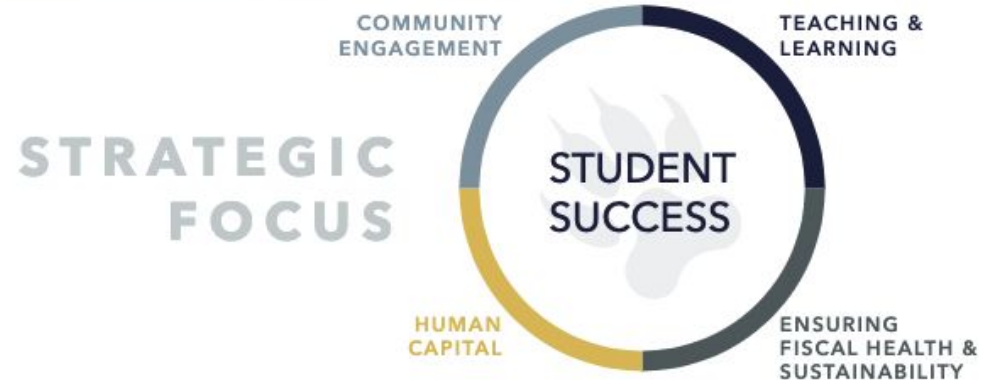 COMMUNITY
ENGAGEMENT
TEACHING &
LEARNING
STRATEGIC
FOCUS
STUDENT
SUCCESS
HUMAN
CAPITAL
ENSURING
FISCAL HEALTH &
SUSTAINABILITY